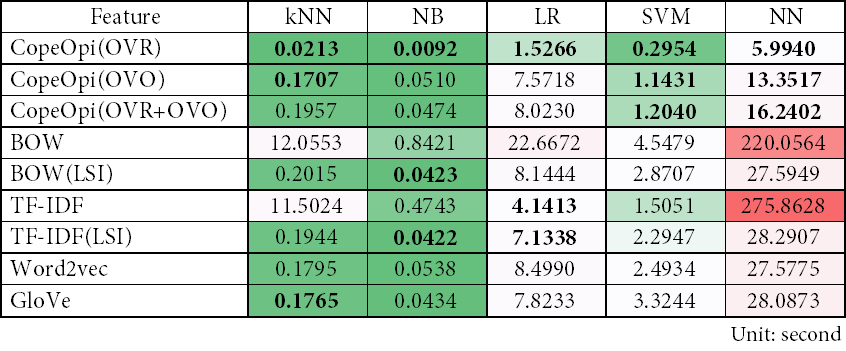 Feature kNN NB LR SVM NN
CopeOpi(OVR) 0.0213 0.0092 1.5266 0.2954 5.9940
CopeOpi(OVO) 0.1707 0.0510 7.5718 1.1431 13.3517
CopeOpi(OVR+OVO) 0.1957 0.0474 8.0230 1.2040 16.2402
BOW 12.0553 0.8421 22.6672 4.5479 220.0564
BOW(LSI) 0.2015 0.0423 8.1444 2.8707 27.5949
TF-IDF 11.5024 0.4743 4.1413 1.5051 275.8628
TF-IDF(LSI) 0.1944 0.0422 7.1338 2.2947 28.2907
Word2vec 0.1795 0.0538 8.4990 2.4934 27.5775
GloVe 0.1765 0.0434 7.8233 3.3244 28.0873
Unit: second